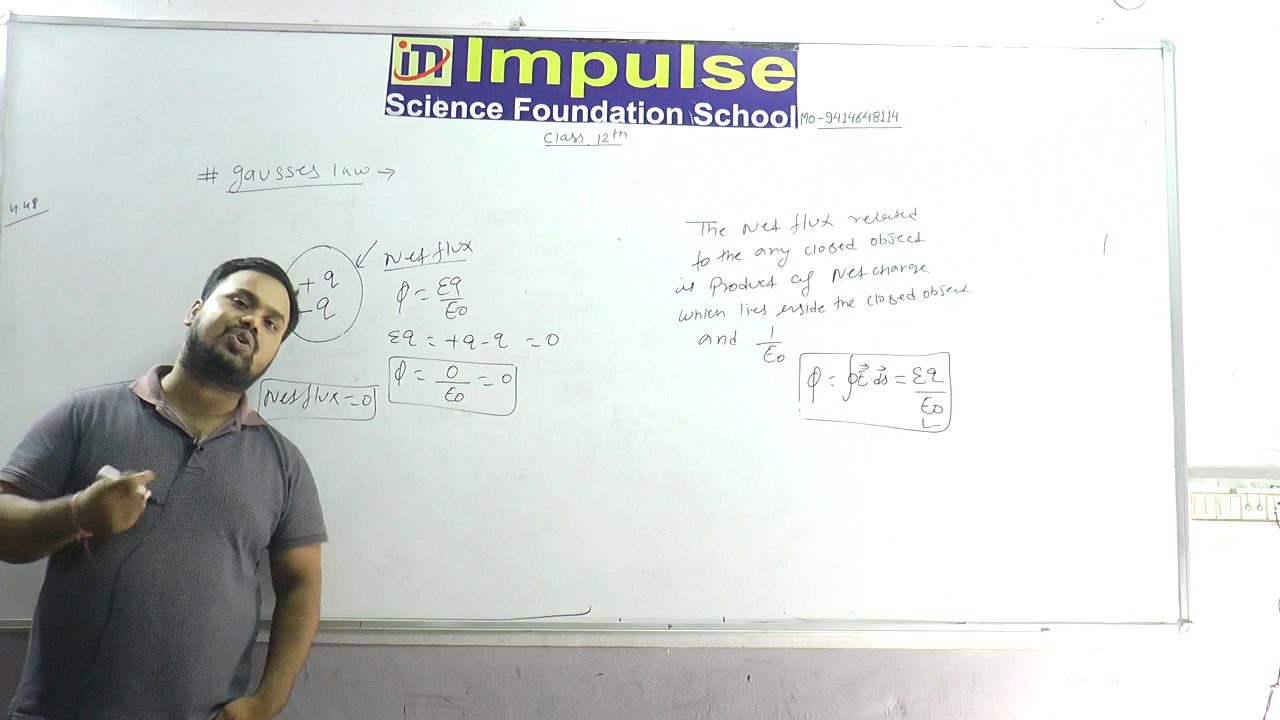 im Impulse
Science Foundation School
Mo-9414648114
Class 12th
# gausses law →
4.48
+q
-q
Net flux
φ = Σq/ε0
Σq = +q-q = 0
φ = 0/ε0 = 0
Net flux = 0
The Net flux related
to the any closed object
is Product of Net charge
which lies inside the closed object
and 1/ε0
φ = ∮E⃗.ds⃗ = Σq/ε0